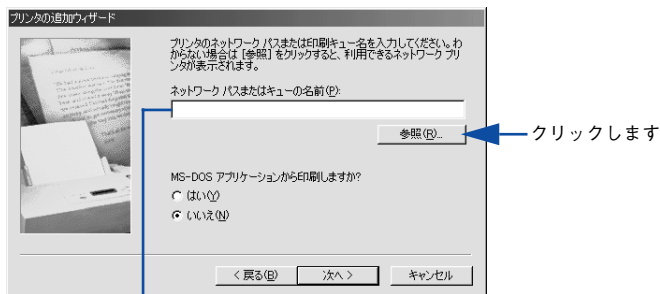 プリンタの追加ウィザード
プリンタのネットワーク パスまたは印刷キュー名を入力してください。わ
からない場合は [参照] をクリックすると、利用できるネットワーク プリ
ンタが表示されます。
ネットワーク パスまたはキューの名前(P):
参照(R)...
クリックします
MS-DOS アプリケーションから印刷しますか?
はい(Y)
いいえ(N)
< 戻る(B)
次へ >
キャンセル